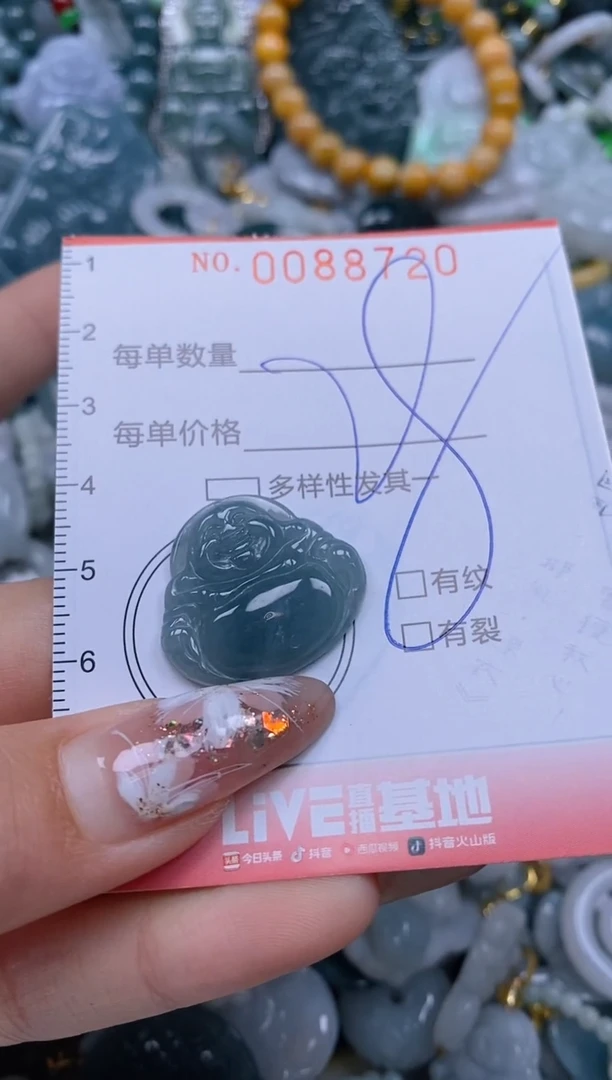 NO. 0088720
1
2
每单数量
3
每单价格
4
多样性发其一
5
有纹
有裂
6
LiVE直播基地
头条 今日头条 抖音 西瓜视频 抖音火山版